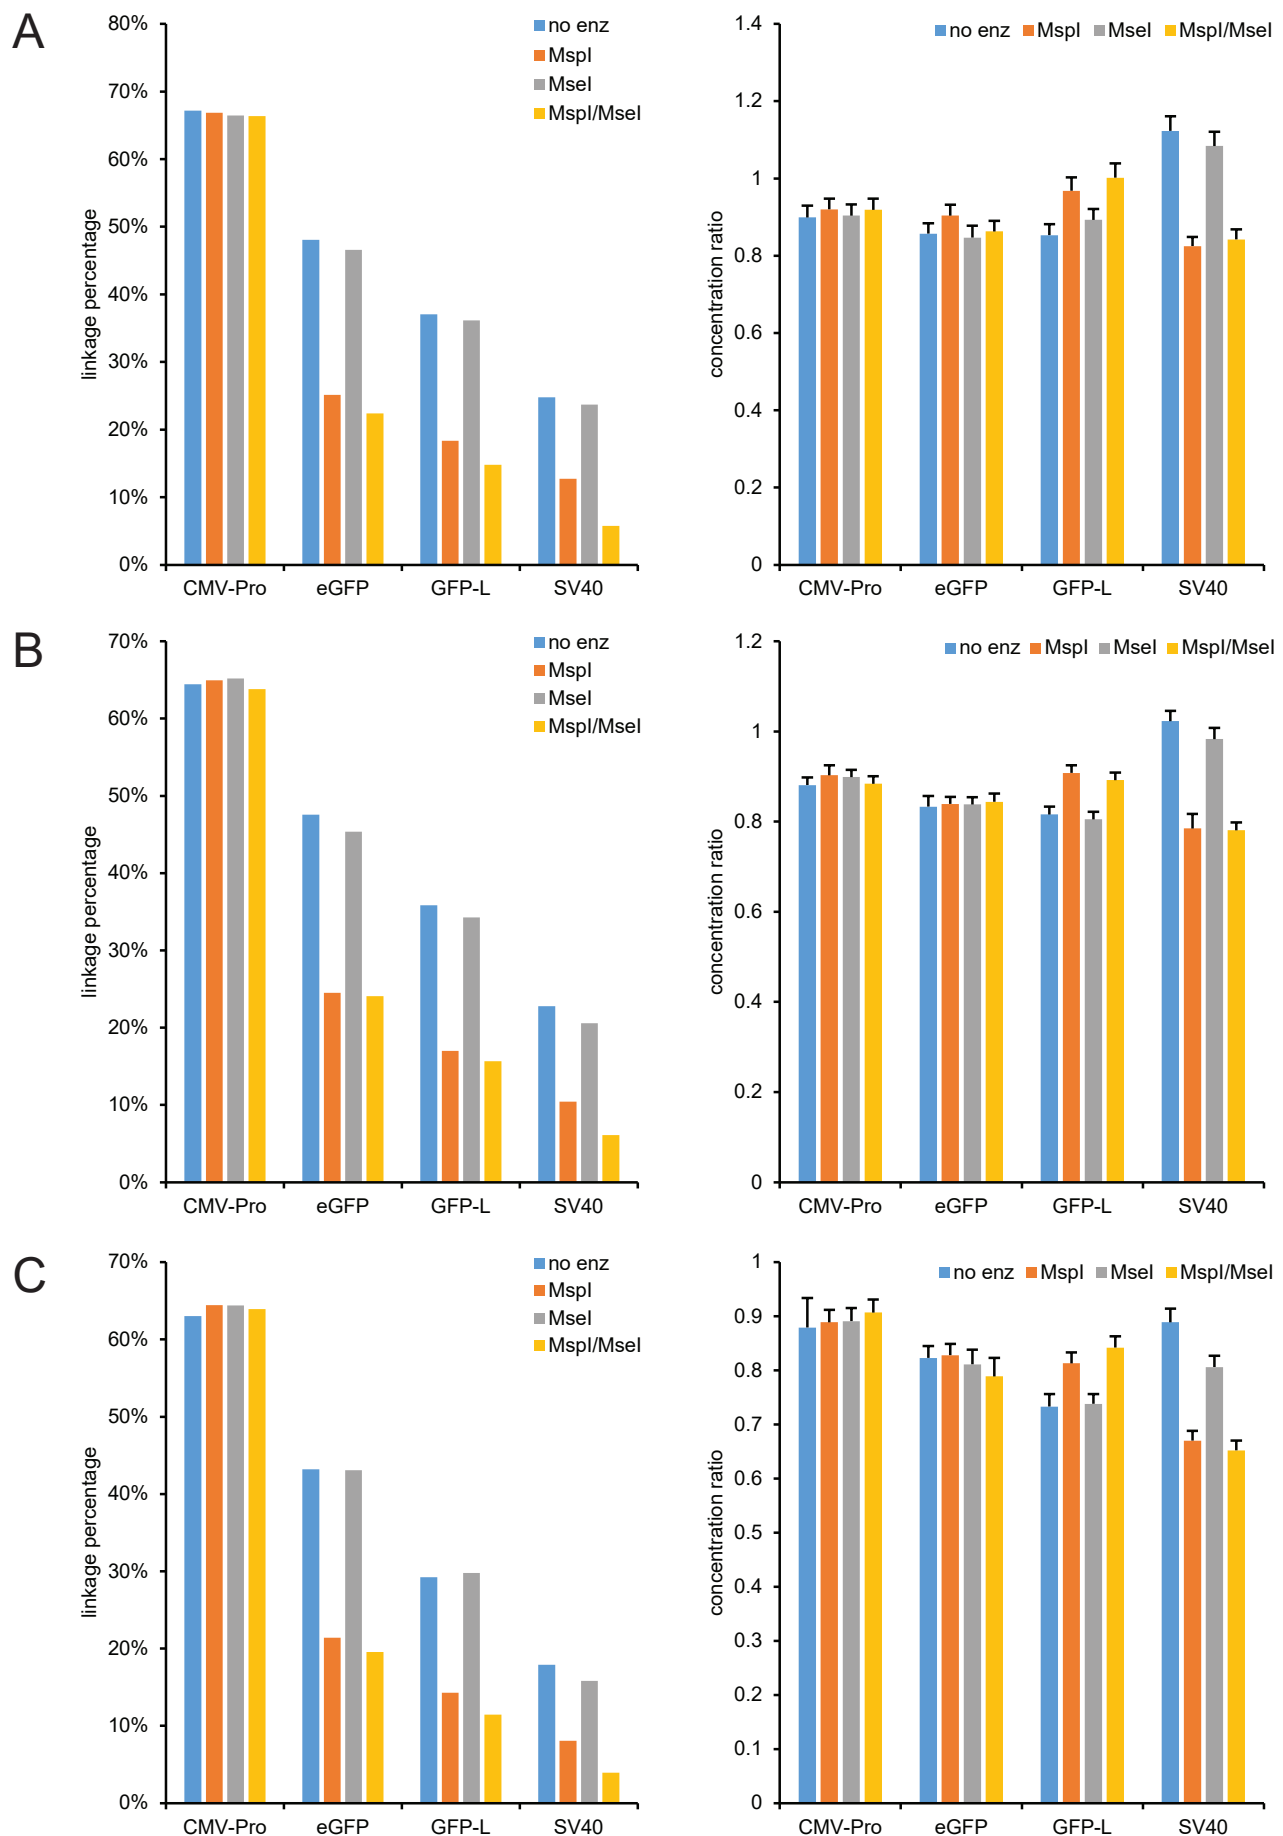 A
80%
70%
60%
50%
40%
30%
20%
10%
0%
linkage percentage
no enz
MspI
MseI
MspI/MseI
CMV-Pro eGFP GFP-L SV40
1.4
1.2
1
0.8
0.6
0.4
0.2
0
concentration ratio
no enz MspI MseI MspI/MseI
CMV-Pro eGFP GFP-L SV40
B
70%
60%
50%
40%
30%
20%
10%
0%
linkage percentage
no enz
MspI
MseI
MspI/MseI
CMV-Pro eGFP GFP-L SV40
1.2
1
0.8
0.6
0.4
0.2
0
concentration ratio
no enz MspI MseI MspI/MseI
CMV-Pro eGFP GFP-L SV40
C
70%
60%
50%
40%
30%
20%
10%
0%
linkage percentage
no enz
MspI
MseI
MspI/MseI
CMV-Pro eGFP GFP-L SV40
1
0.9
0.8
0.7
0.6
0.5
0.4
0.3
0.2
0.1
0
concentration ratio
no enz MspI MseI MspI/MseI
CMV-Pro eGFP GFP-L SV40